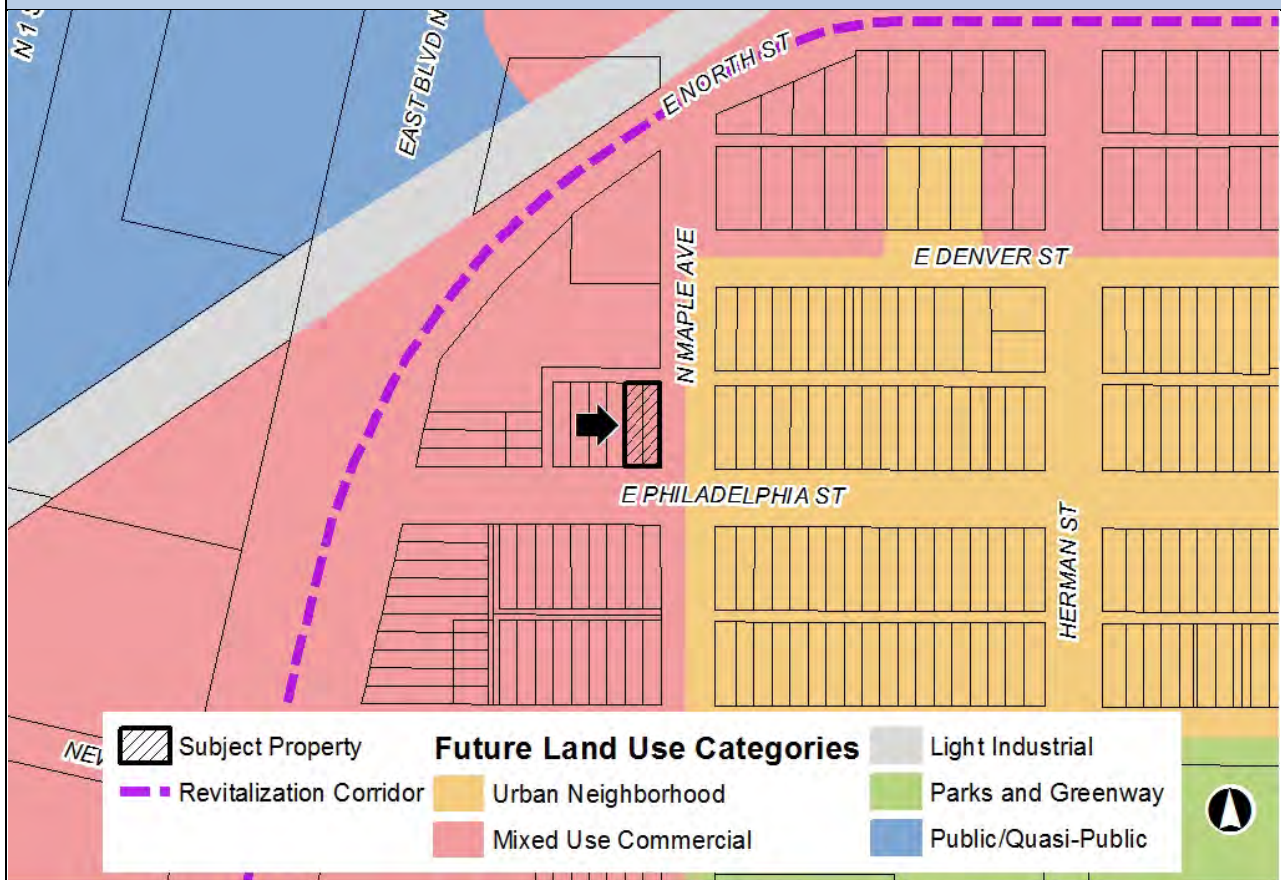 N 1 S
EAST BLVD N
E NORTH ST
N MAPLE AVE
E DENVER ST
E PHILADELPHIA ST
HERMAN ST
Subject Property
Revitalization Corridor
Future Land Use Categories
Urban Neighborhood
Mixed Use Commercial
Light Industrial
Parks and Greenway
Public/Quasi-Public